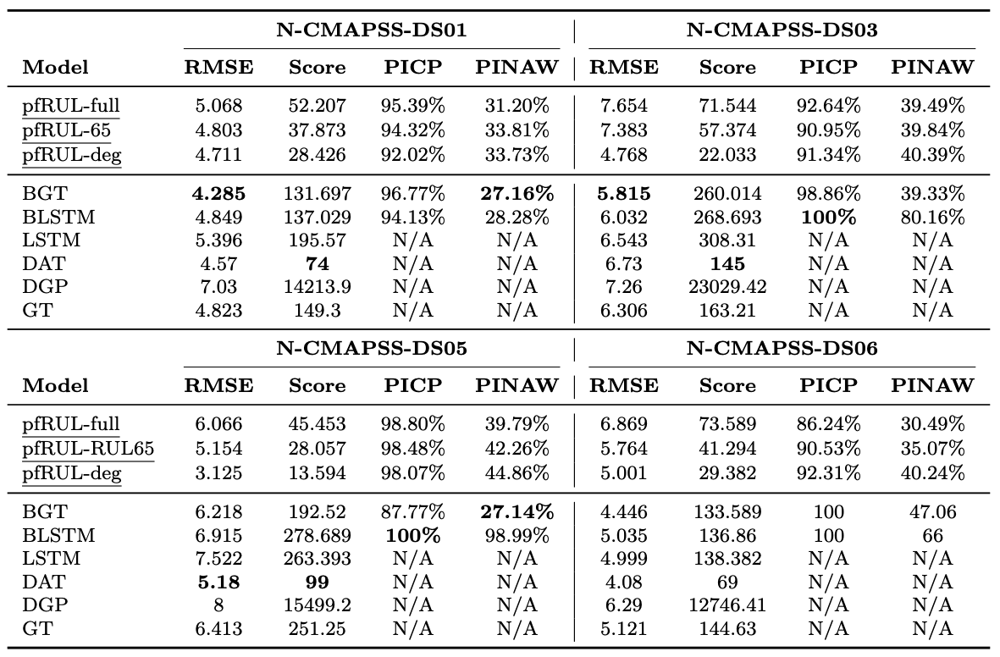 N-CMAPSS-DS01 N-CMAPSS-DS03
Model RMSE Score PICP PINAW RMSE Score PICP PINAW
pfRUL-full 5.068 52.207 95.39% 31.20% 7.654 71.544 92.64% 39.49%
pfRUL-65 4.803 37.873 94.32% 33.81% 7.383 57.374 90.95% 39.84%
pfRUL-deg 4.711 28.426 92.02% 33.73% 4.768 22.033 91.34% 40.39%
BGT 4.285 131.697 96.77% 27.16% 5.815 260.014 98.86% 39.33%
BLSTM 4.849 137.029 94.13% 28.28% 6.032 268.693 100% 80.16%
LSTM 5.396 195.57 N/A N/A 6.543 308.31 N/A N/A
DAT 4.57 74 N/A N/A 6.73 145 N/A N/A
DGP 7.03 14213.9 N/A N/A 7.26 23029.42 N/A N/A
GT 4.823 149.3 N/A N/A 6.306 163.21 N/A N/A
N-CMAPSS-DS05 N-CMAPSS-DS06
Model RMSE Score PICP PINAW RMSE Score PICP PINAW
pfRUL-full 6.066 45.453 98.80% 39.79% 6.869 73.589 86.24% 30.49%
pfRUL-RUL65 5.154 28.057 98.48% 42.26% 5.764 41.294 90.53% 35.07%
pfRUL-deg 3.125 13.594 98.07% 44.86% 5.001 29.382 92.31% 40.24%
BGT 6.218 192.52 87.77% 27.14% 4.446 133.589 100 47.06
BLSTM 6.915 278.689 100% 98.99% 5.035 136.86 100 66
LSTM 7.522 263.393 N/A N/A 4.999 138.382 N/A N/A
DAT 5.18 99 N/A N/A 4.08 69 N/A N/A
DGP 8 15499.2 N/A N/A 6.29 12746.41 N/A N/A
GT 6.413 251.25 N/A N/A 5.121 144.63 N/A N/A